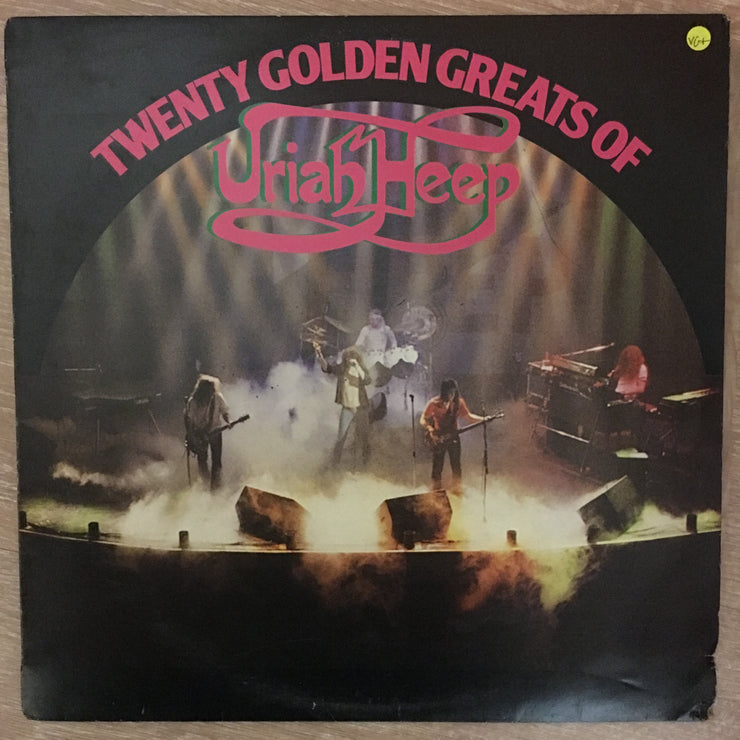 TWENTY GOLDEN GREATS OF
Uriah Heep
VG+